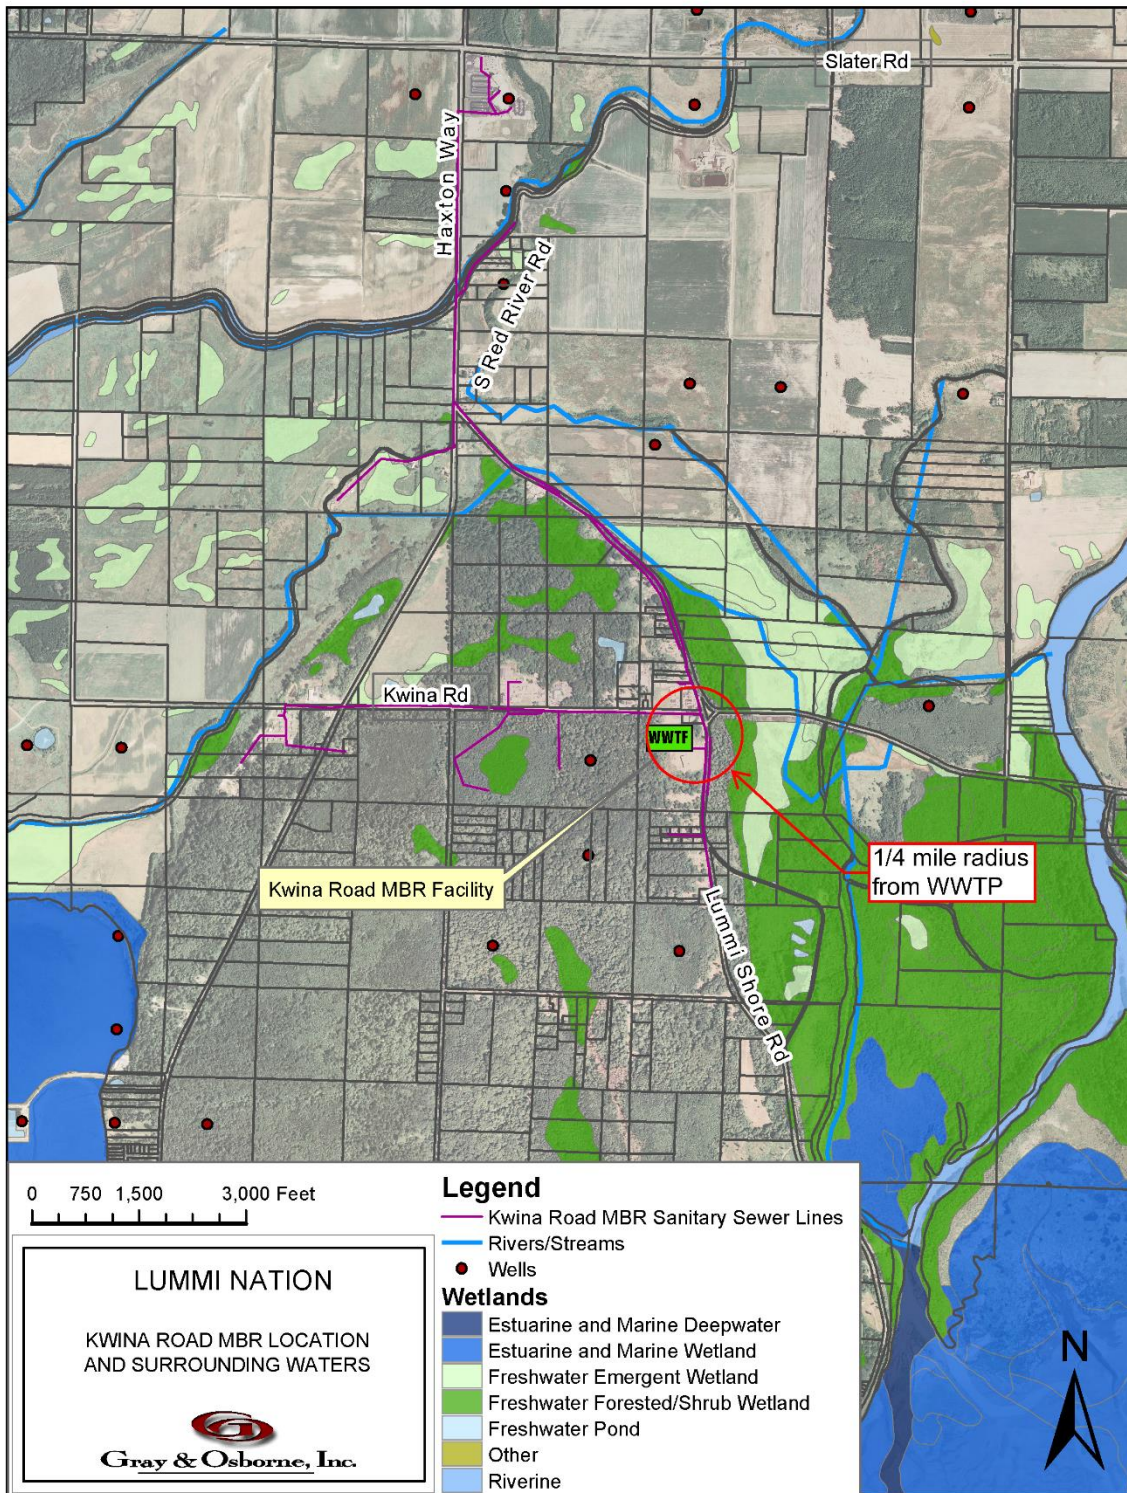 Slater Rd
Haxton Way
S Red River Rd
Kwina Rd
WWTF
1/4 mile radius
from WWTP
Kwina Road MBR Facility
Lummi Shore Rd
0 750 1,500 3,000 Feet
LUMMI NATION
KWINA ROAD MBR LOCATION
AND SURROUNDING WATERS
Gray & Osborne, Inc.
Legend
Kwina Road MBR Sanitary Sewer Lines
Rivers/Streams
Wells
Wetlands
Estuarine and Marine Deepwater
Estuarine and Marine Wetland
Freshwater Emergent Wetland
Freshwater Forested/Shrub Wetland
Freshwater Pond
Other
Riverine
N